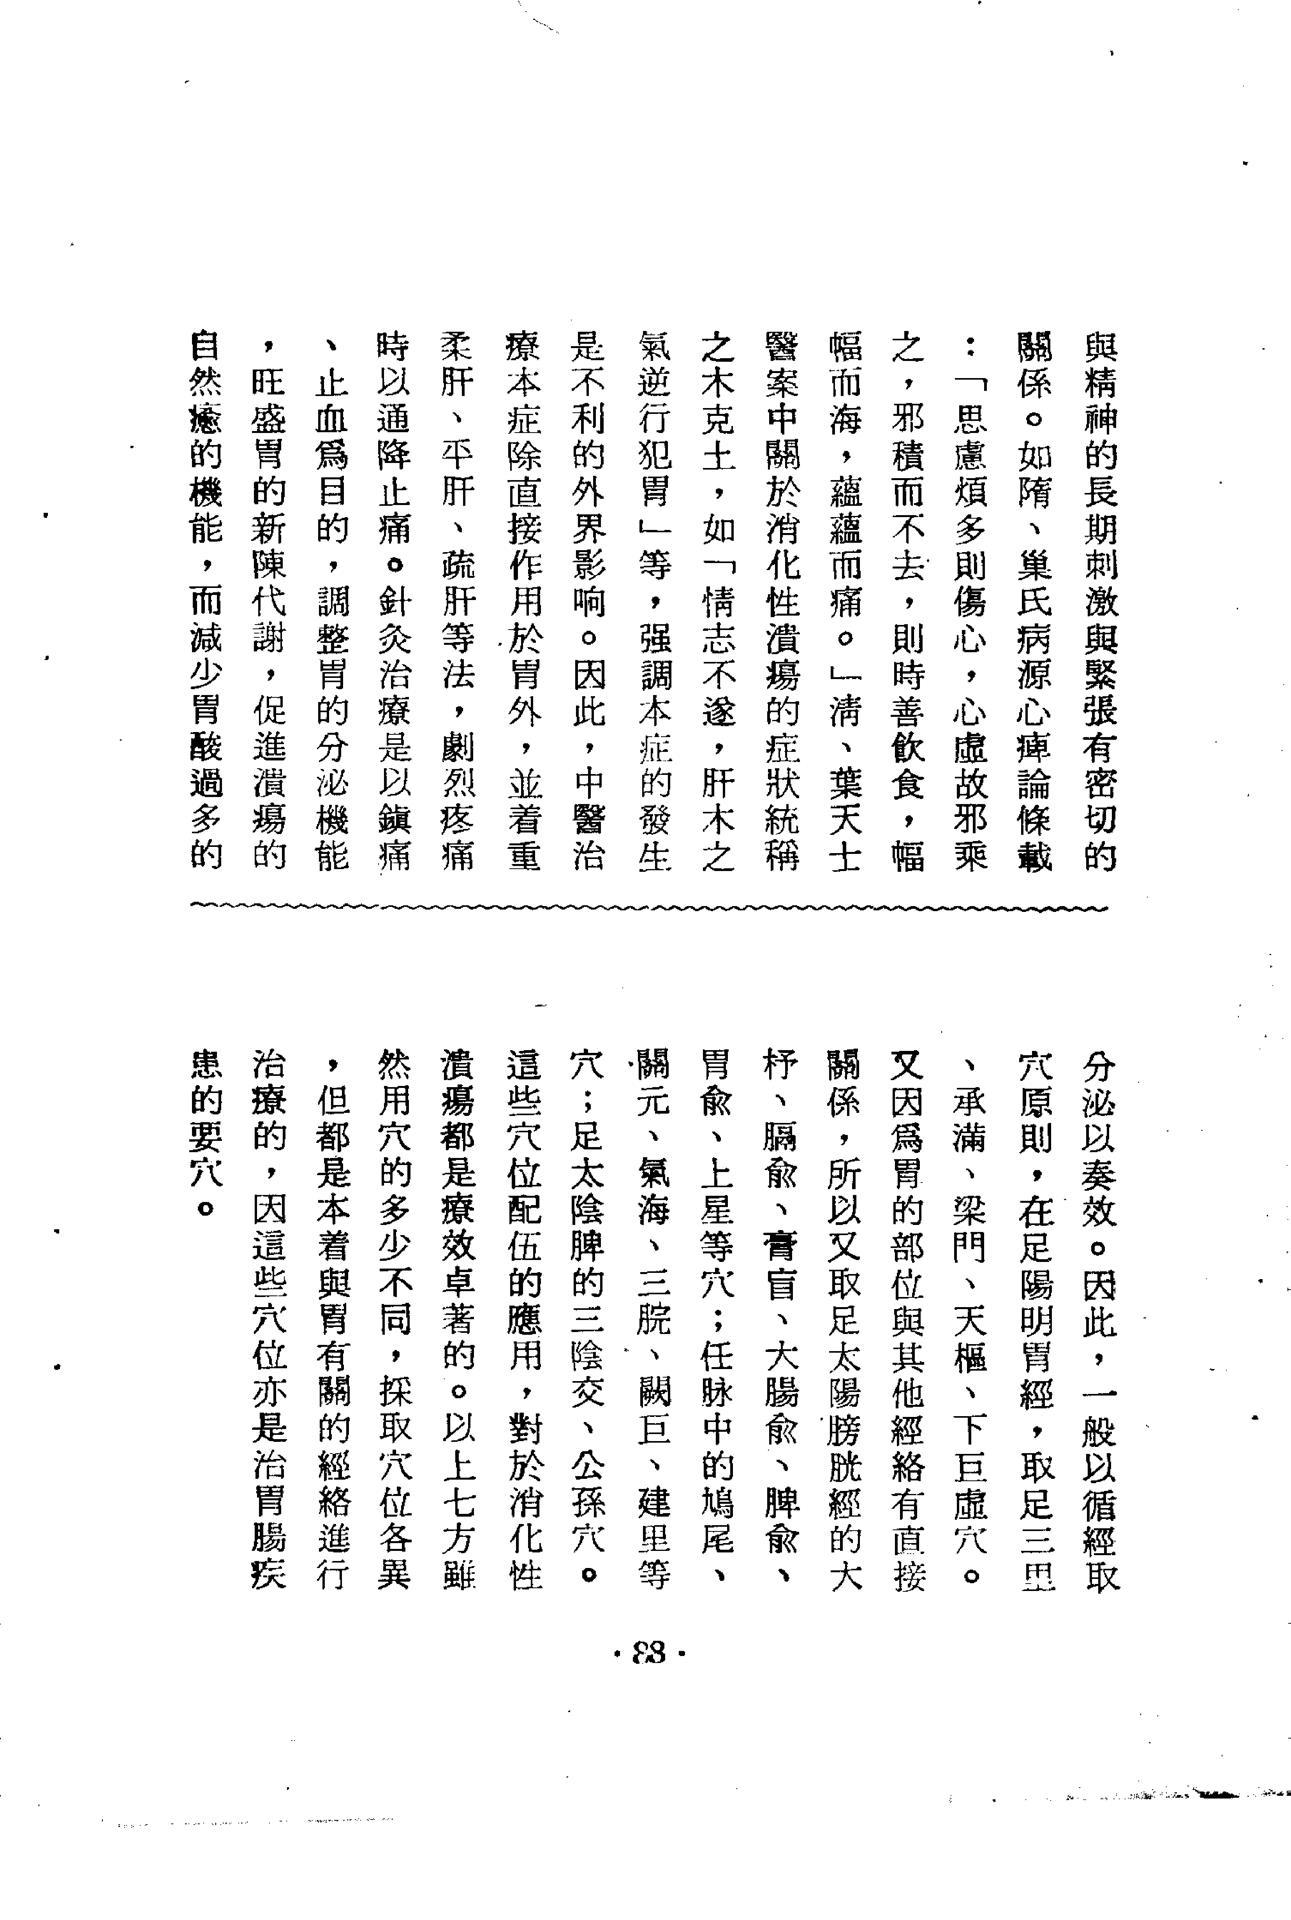 與精神的長期刺激與緊張有密切的
關係。如隋、巢氏病源心痺論條載
：「思慮煩多則傷心，心虛故邪乘
之，邪積而不去，則時善飲食，幅
幅而海，蘊蘊而痛。」淸、葉天士
醫案中關於消化性潰瘍的症狀統稱
之木克土，如「情志不遂，肝木之
氣逆行犯胃」等，强調本症的發生
是不利的外界影响。因此，中醫治
療本症除直接作用於胃外，並着重
柔肝、平肝、疏肝等法，劇烈疼痛
時以通降止痛。針灸治療是以鎭痛
、止血爲目的，調整胃的分泌機能
，旺盛胃的新陳代謝，促進潰瘍的
自然癒的機能，而減少胃酸過多的
分泌以奏效。因此，一般以循經取
穴原則，在足陽明胃經，取足三里
、承滿、梁門、天樞、下巨虛穴。
又因爲胃的部位與其他經絡有直接
關係，所以又取足太陽膀胱經的大
杼、膈兪、膏盲、大腸兪、脾兪、
胃兪、上星等穴；任脉中的鳩尾、
關元、氣海、三脘、闕巨、建里等
穴；足太陰脾的三陰交、公孫穴。
這些穴位配伍的應用，對於消化性
潰瘍都是療效卓著的。以上七方雖
然用穴的多少不同，採取穴位各異
，但都是本着與胃有關的經絡進行
治療的，因這些穴位亦是治胃腸疾
患的要穴。
·83·